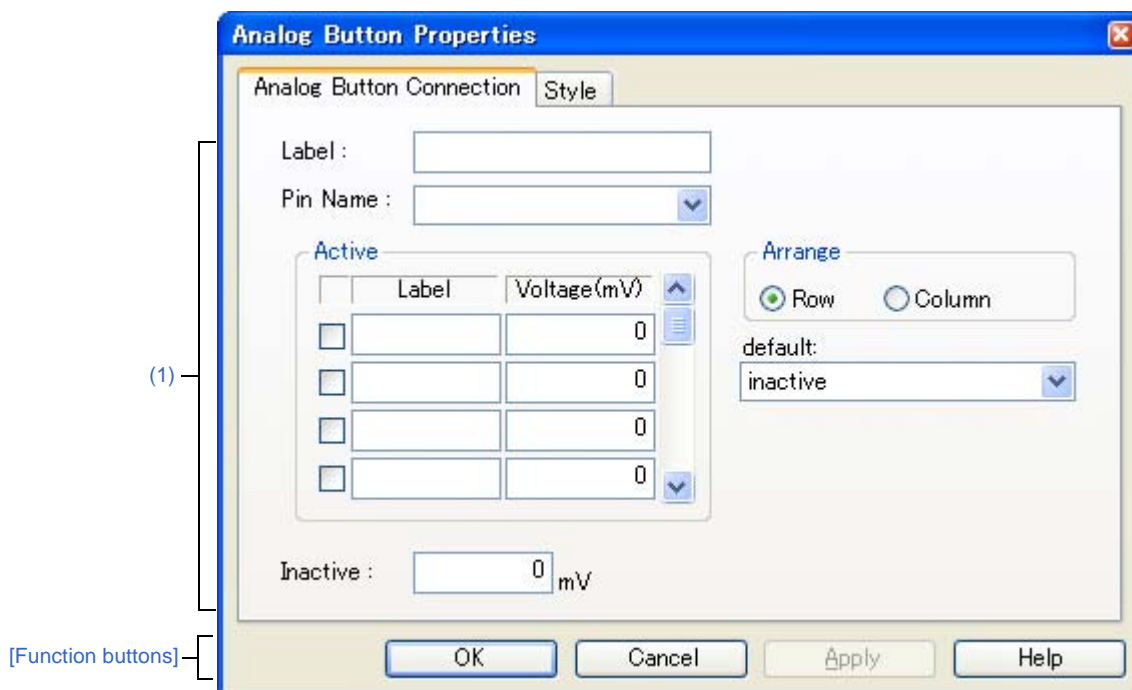 Analog Button Properties
Analog Button Connection Style
Label :
Pin Name :
Active
Label Voltage(mV)
0
0
0
0
Arrange
Row Column
default:
inactive
Inactive : 0 mV
(1)
[Function buttons]
OK Cancel Apply Help